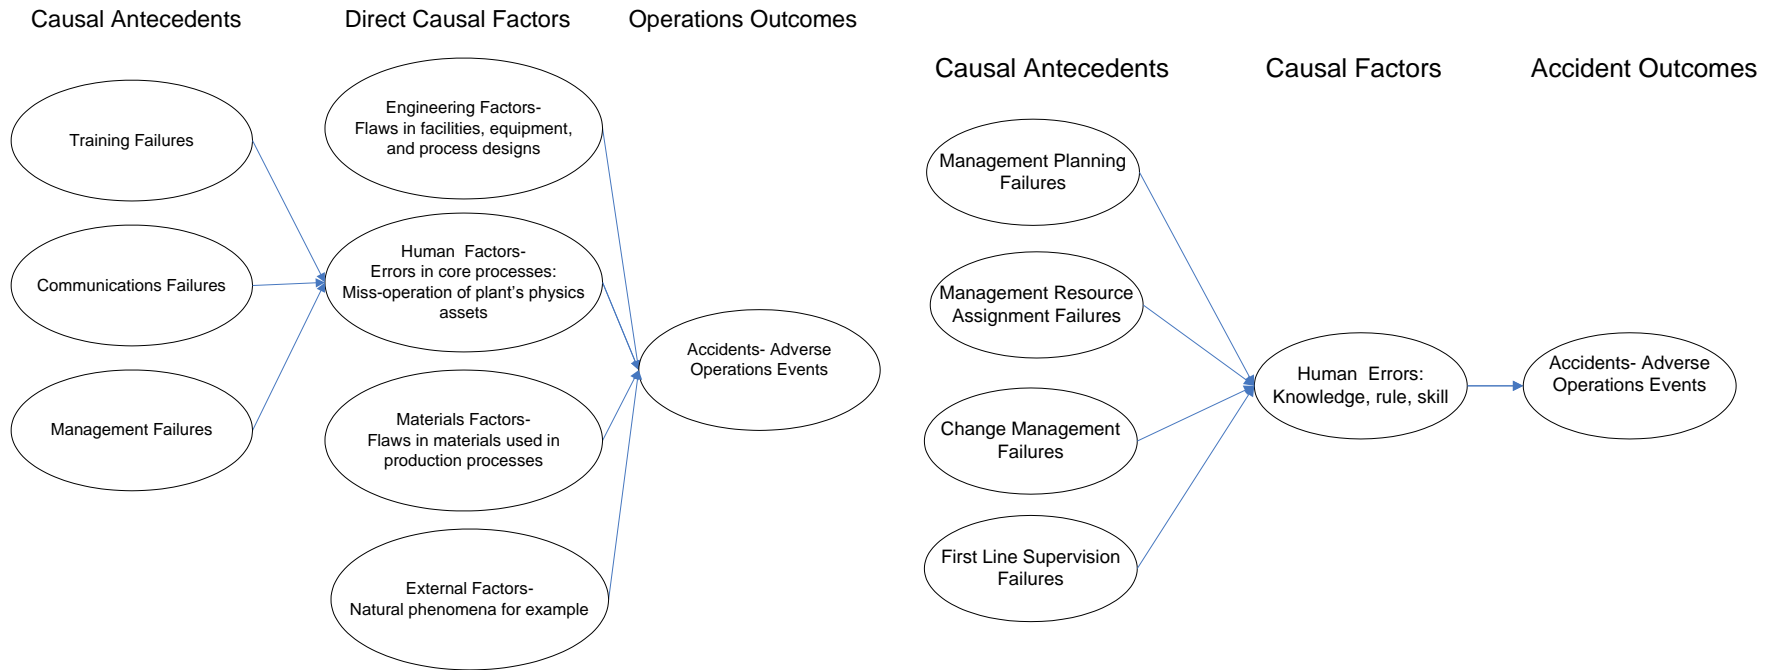 Causal Antecedents
Direct Causal Factors
Operations Outcomes
Training Failures
Communications Failures
Management Failures
Engineering Factors-
Flaws in facilities, equipment,
and process designs
Human Factors-
Errors in core processes:
Miss-operation of plant's physics
assets
Materials Factors-
Flaws in materials used in
production processes
External Factors-
Natural phenomena for example
Accidents- Adverse
Operations Events
Causal Antecedents
Causal Factors
Accident Outcomes
Management Planning
Failures
Management Resource
Assignment Failures
Change Management
Failures
First Line Supervision
Failures
Human Errors:
Knowledge, rule, skill
Accidents- Adverse
Operations Events